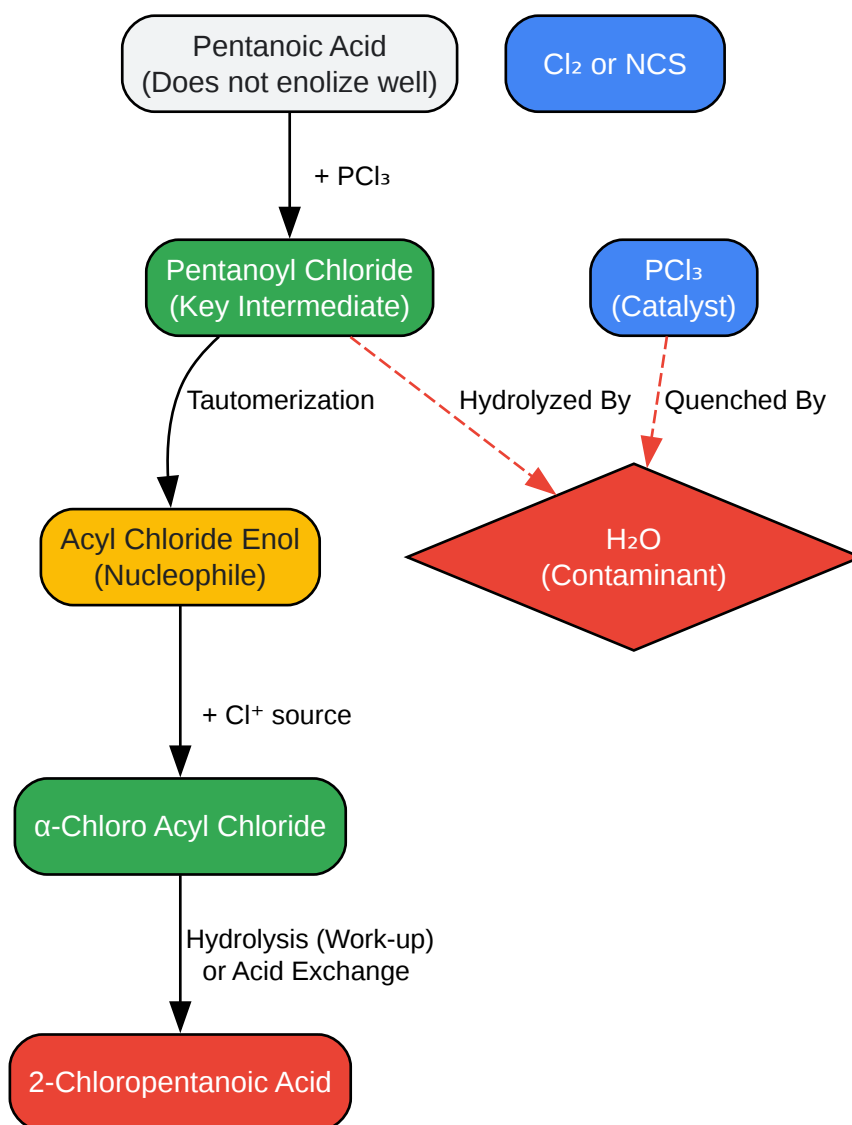 Pentanoic Acid
(Does not enolize well)
Cl₂ or NCS
+ PCl₃
Pentanoyl Chloride
(Key Intermediate)
PCl₃
(Catalyst)
Tautomerization
Hydrolyzed By
Quenched By
Acyl Chloride Enol
(Nucleophile)
H₂O
(Contaminant)
+ Cl⁺ source
α-Chloro Acyl Chloride
Hydrolysis (Work-up)
or Acid Exchange
2-Chloropentanoic Acid